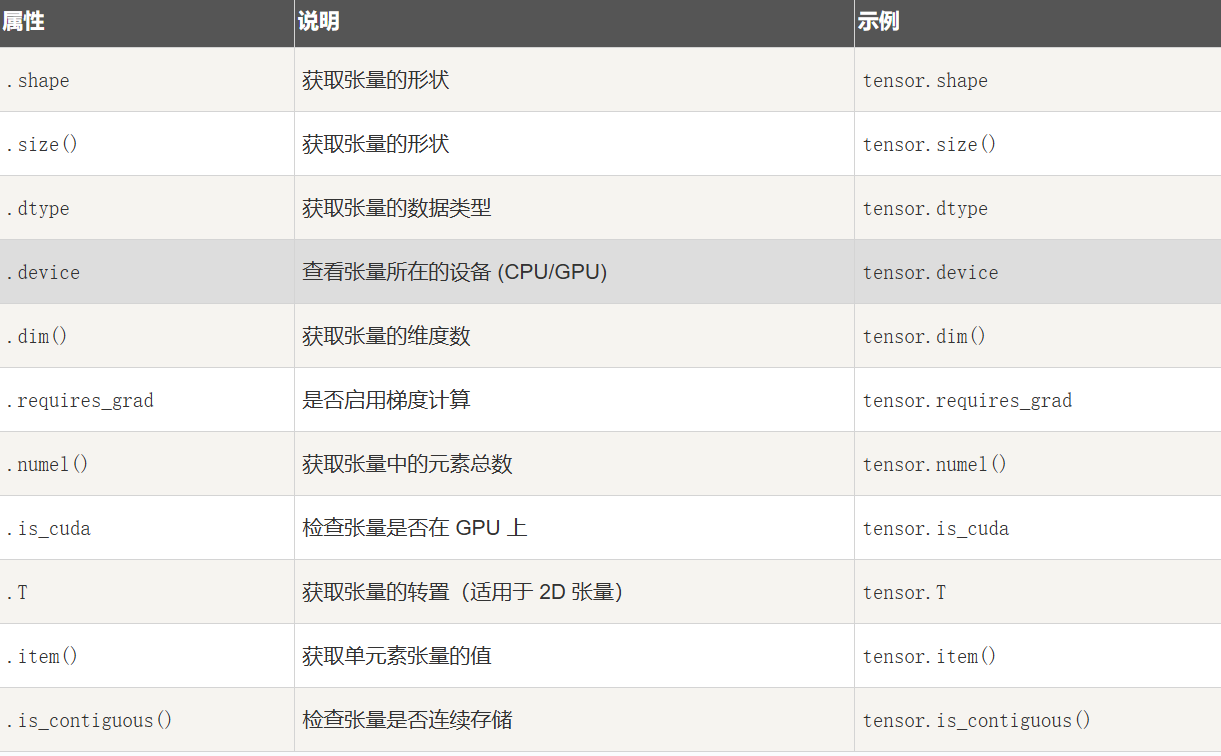 属性 说明 示例
.shape 获取张量的形状 tensor.shape
.size() 获取张量的形状 tensor.size()
.dtype 获取张量的数据类型 tensor.dtype
.device 查看张量所在的设备 (CPU/GPU) tensor.device
.dim() 获取张量的维度数 tensor.dim()
.requires_grad 是否启用梯度计算 tensor.requires_grad
.numel() 获取张量中的元素总数 tensor.numel()
.is_cuda 检查张量是否在 GPU 上 tensor.is_cuda
.T 获取张量的转置（适用于 2D 张量） tensor.T
.item() 获取单元素张量的值 tensor.item()
.is_contiguous() 检查张量是否连续存储 tensor.is_contiguous()